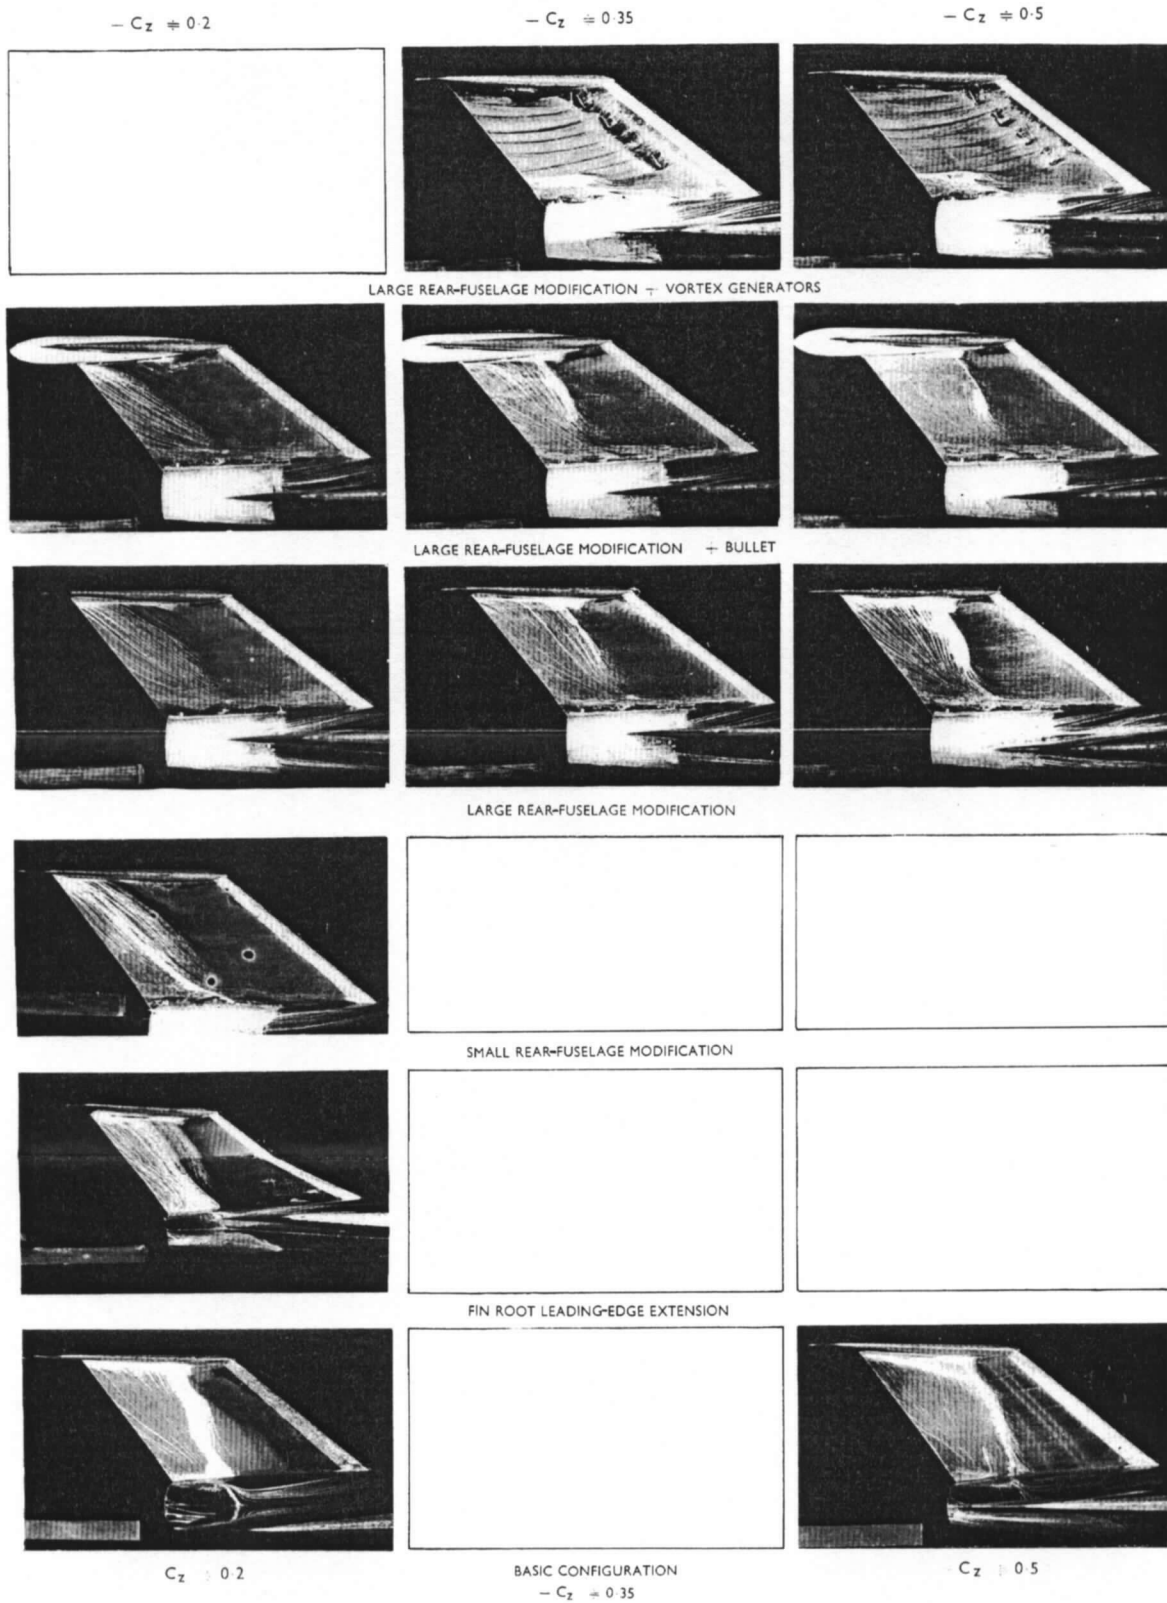 — Cz ≑ 0·2
— Cz ≑ 0·35
— Cz ≑ 0·5
LARGE REAR-FUSELAGE MODIFICATION + VORTEX GENERATORS
LARGE REAR-FUSELAGE MODIFICATION + BULLET
LARGE REAR-FUSELAGE MODIFICATION
SMALL REAR-FUSELAGE MODIFICATION
FIN ROOT LEADING-EDGE EXTENSION
Cz 0·2
BASIC CONFIGURATION
Cz 0·5
— Cz ≑ 0·35